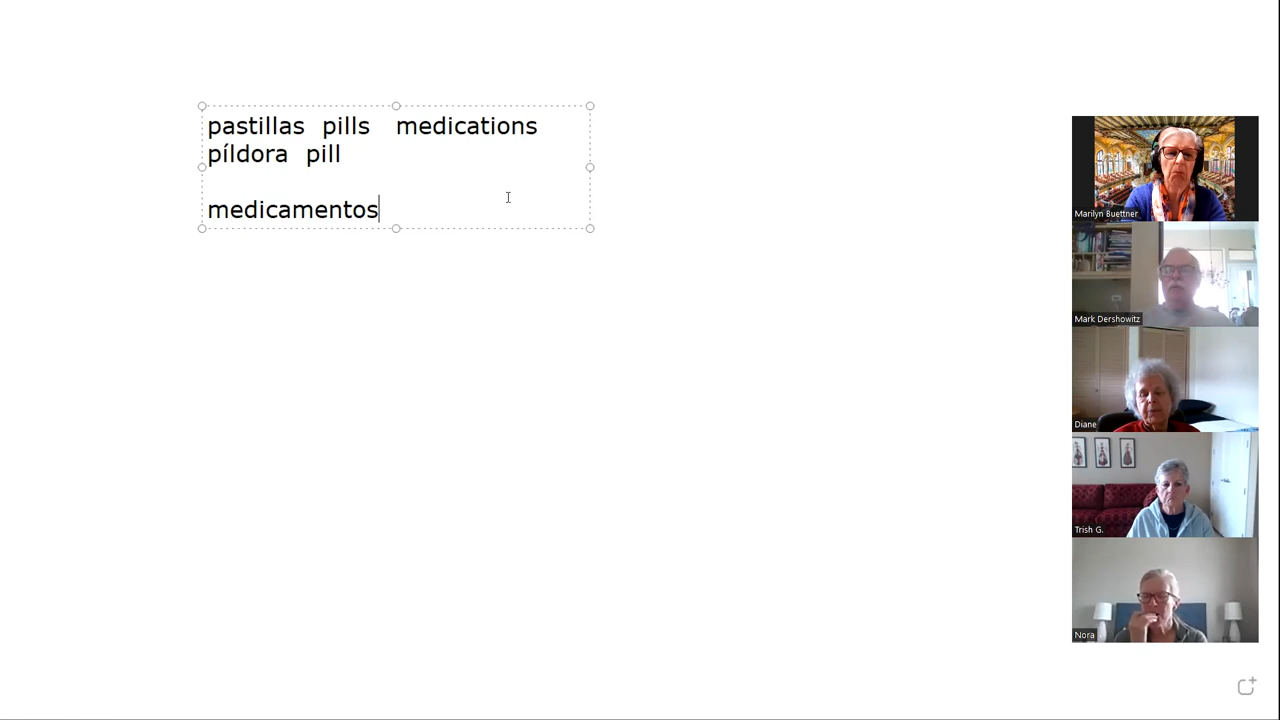 pastillas pills medications
píldora pill
medicamentos
Marilyn Buettner
Mark Dershowitz
Diane
Trish G.
Nora